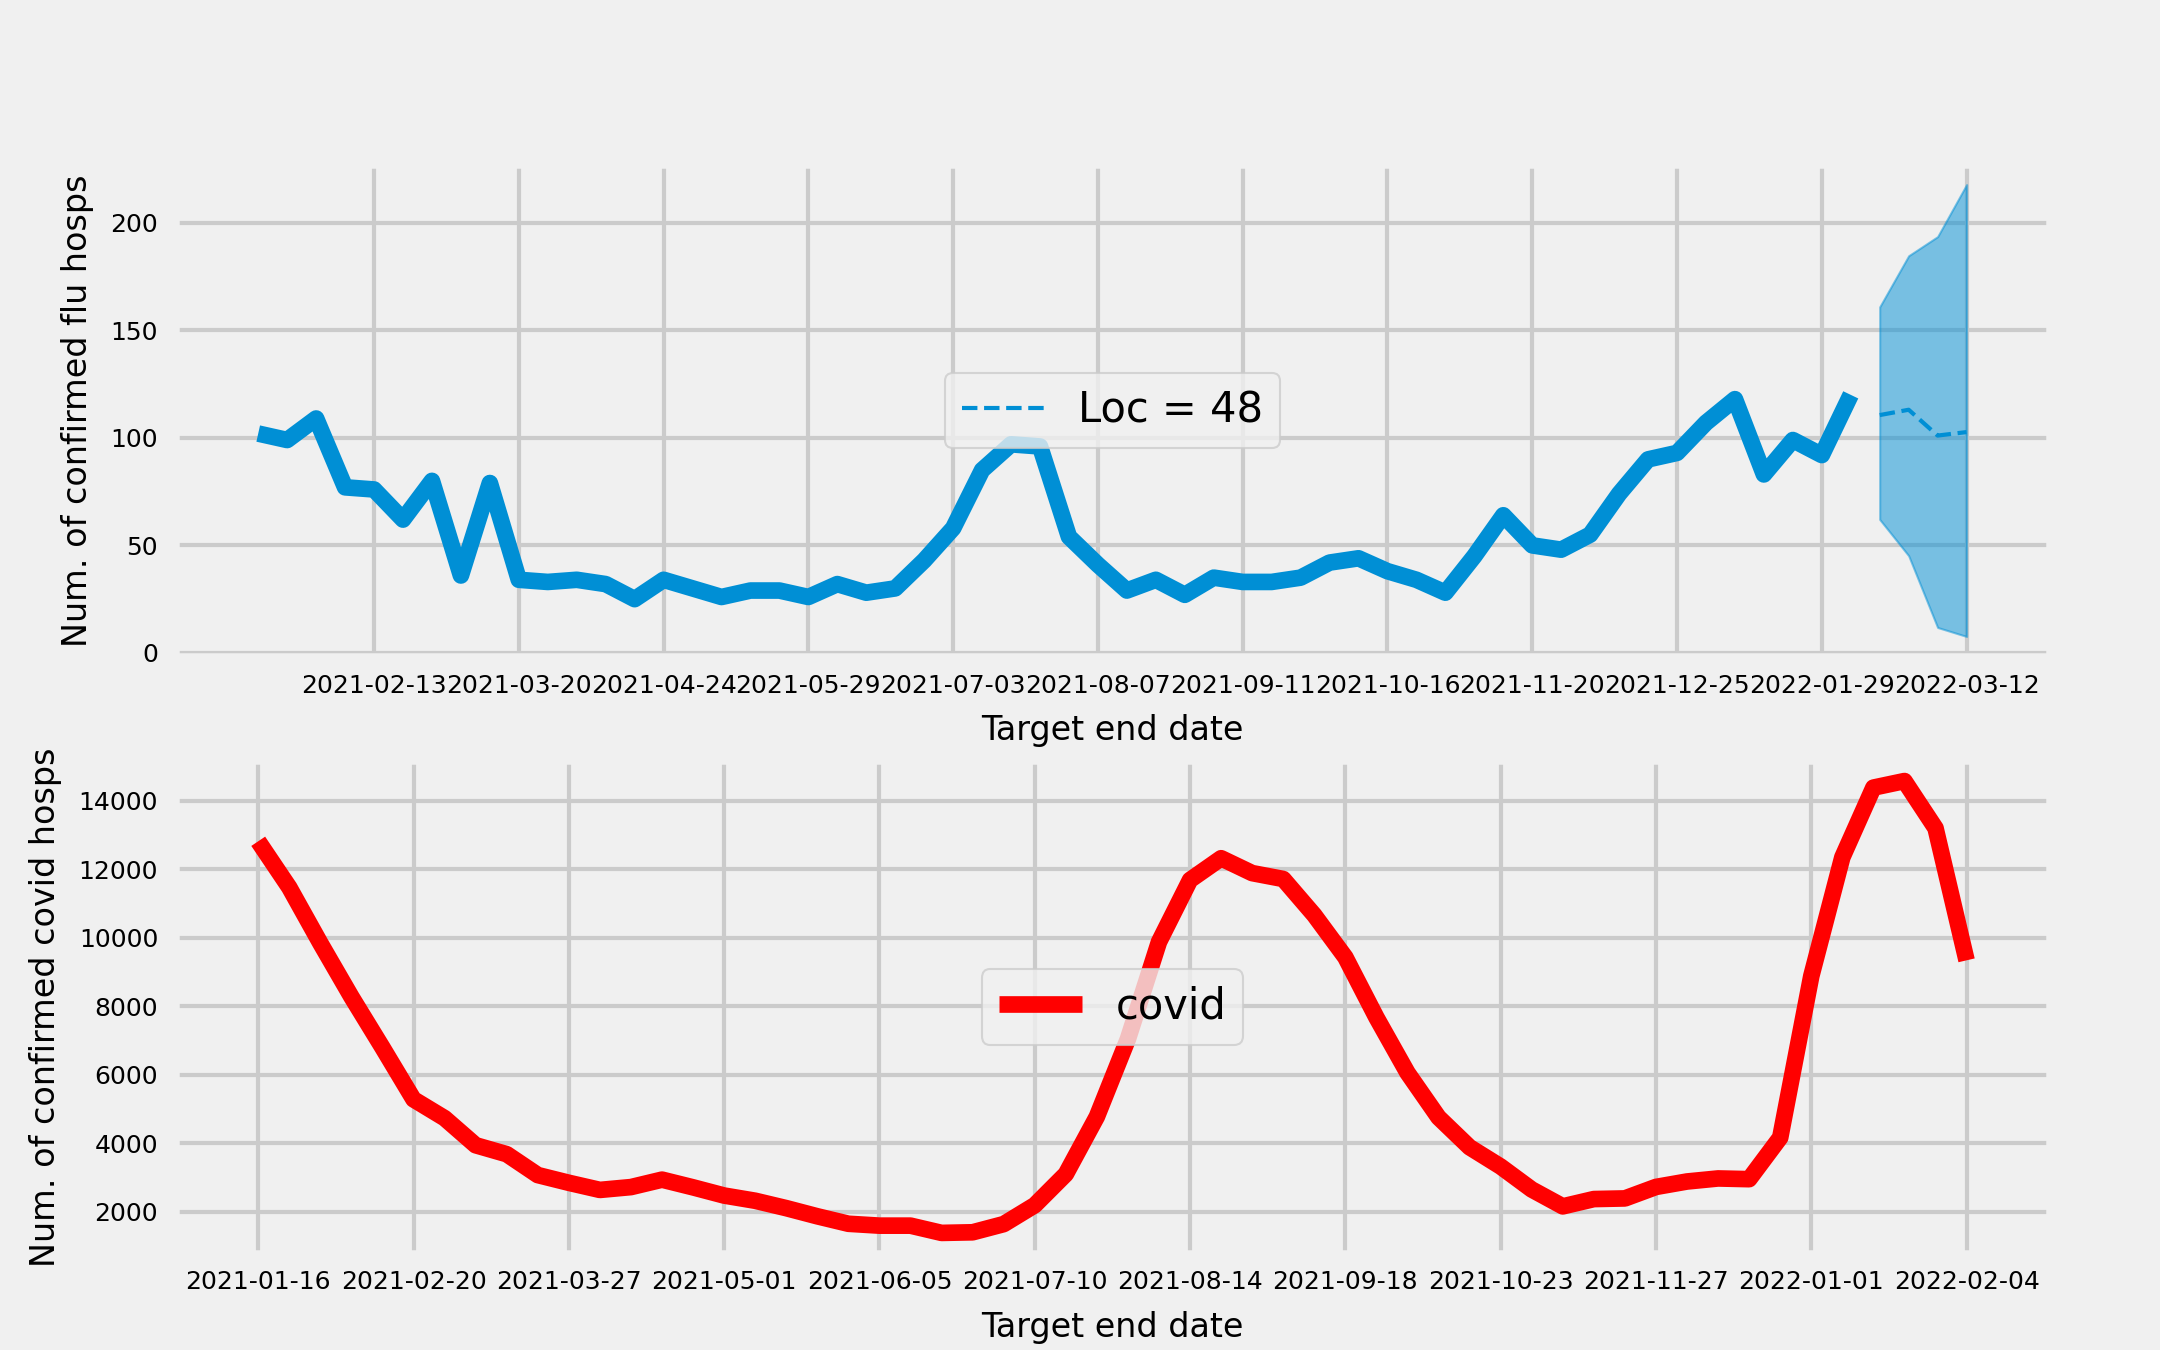 Num. of confirmed flu hosps
200
150
100
50
0
Loc = 48
2021-02-13 2021-03-20 2021-04-24 2021-05-29 2021-07-03 2021-08-07 2021-09-11 2021-10-16 2021-11-20 2021-12-25 2022-01-29 2022-03-12
Target end date
Num. of confirmed covid hosps
14000
12000
10000
8000
6000
4000
2000
covid
2021-01-16 2021-02-20 2021-03-27 2021-05-01 2021-06-05 2021-07-10 2021-08-14 2021-09-18 2021-10-23 2021-11-27 2022-01-01 2022-02-04
Target end date